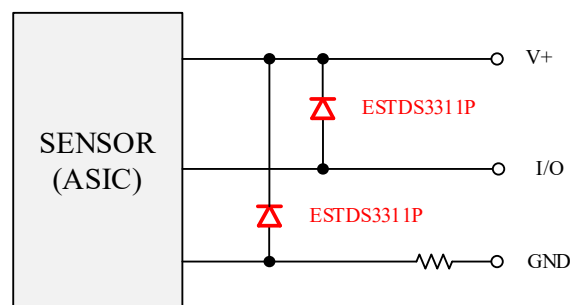 V+
ESTDS3311P
SENSOR
(ASIC)
I/O
ESTDS3311P
GND